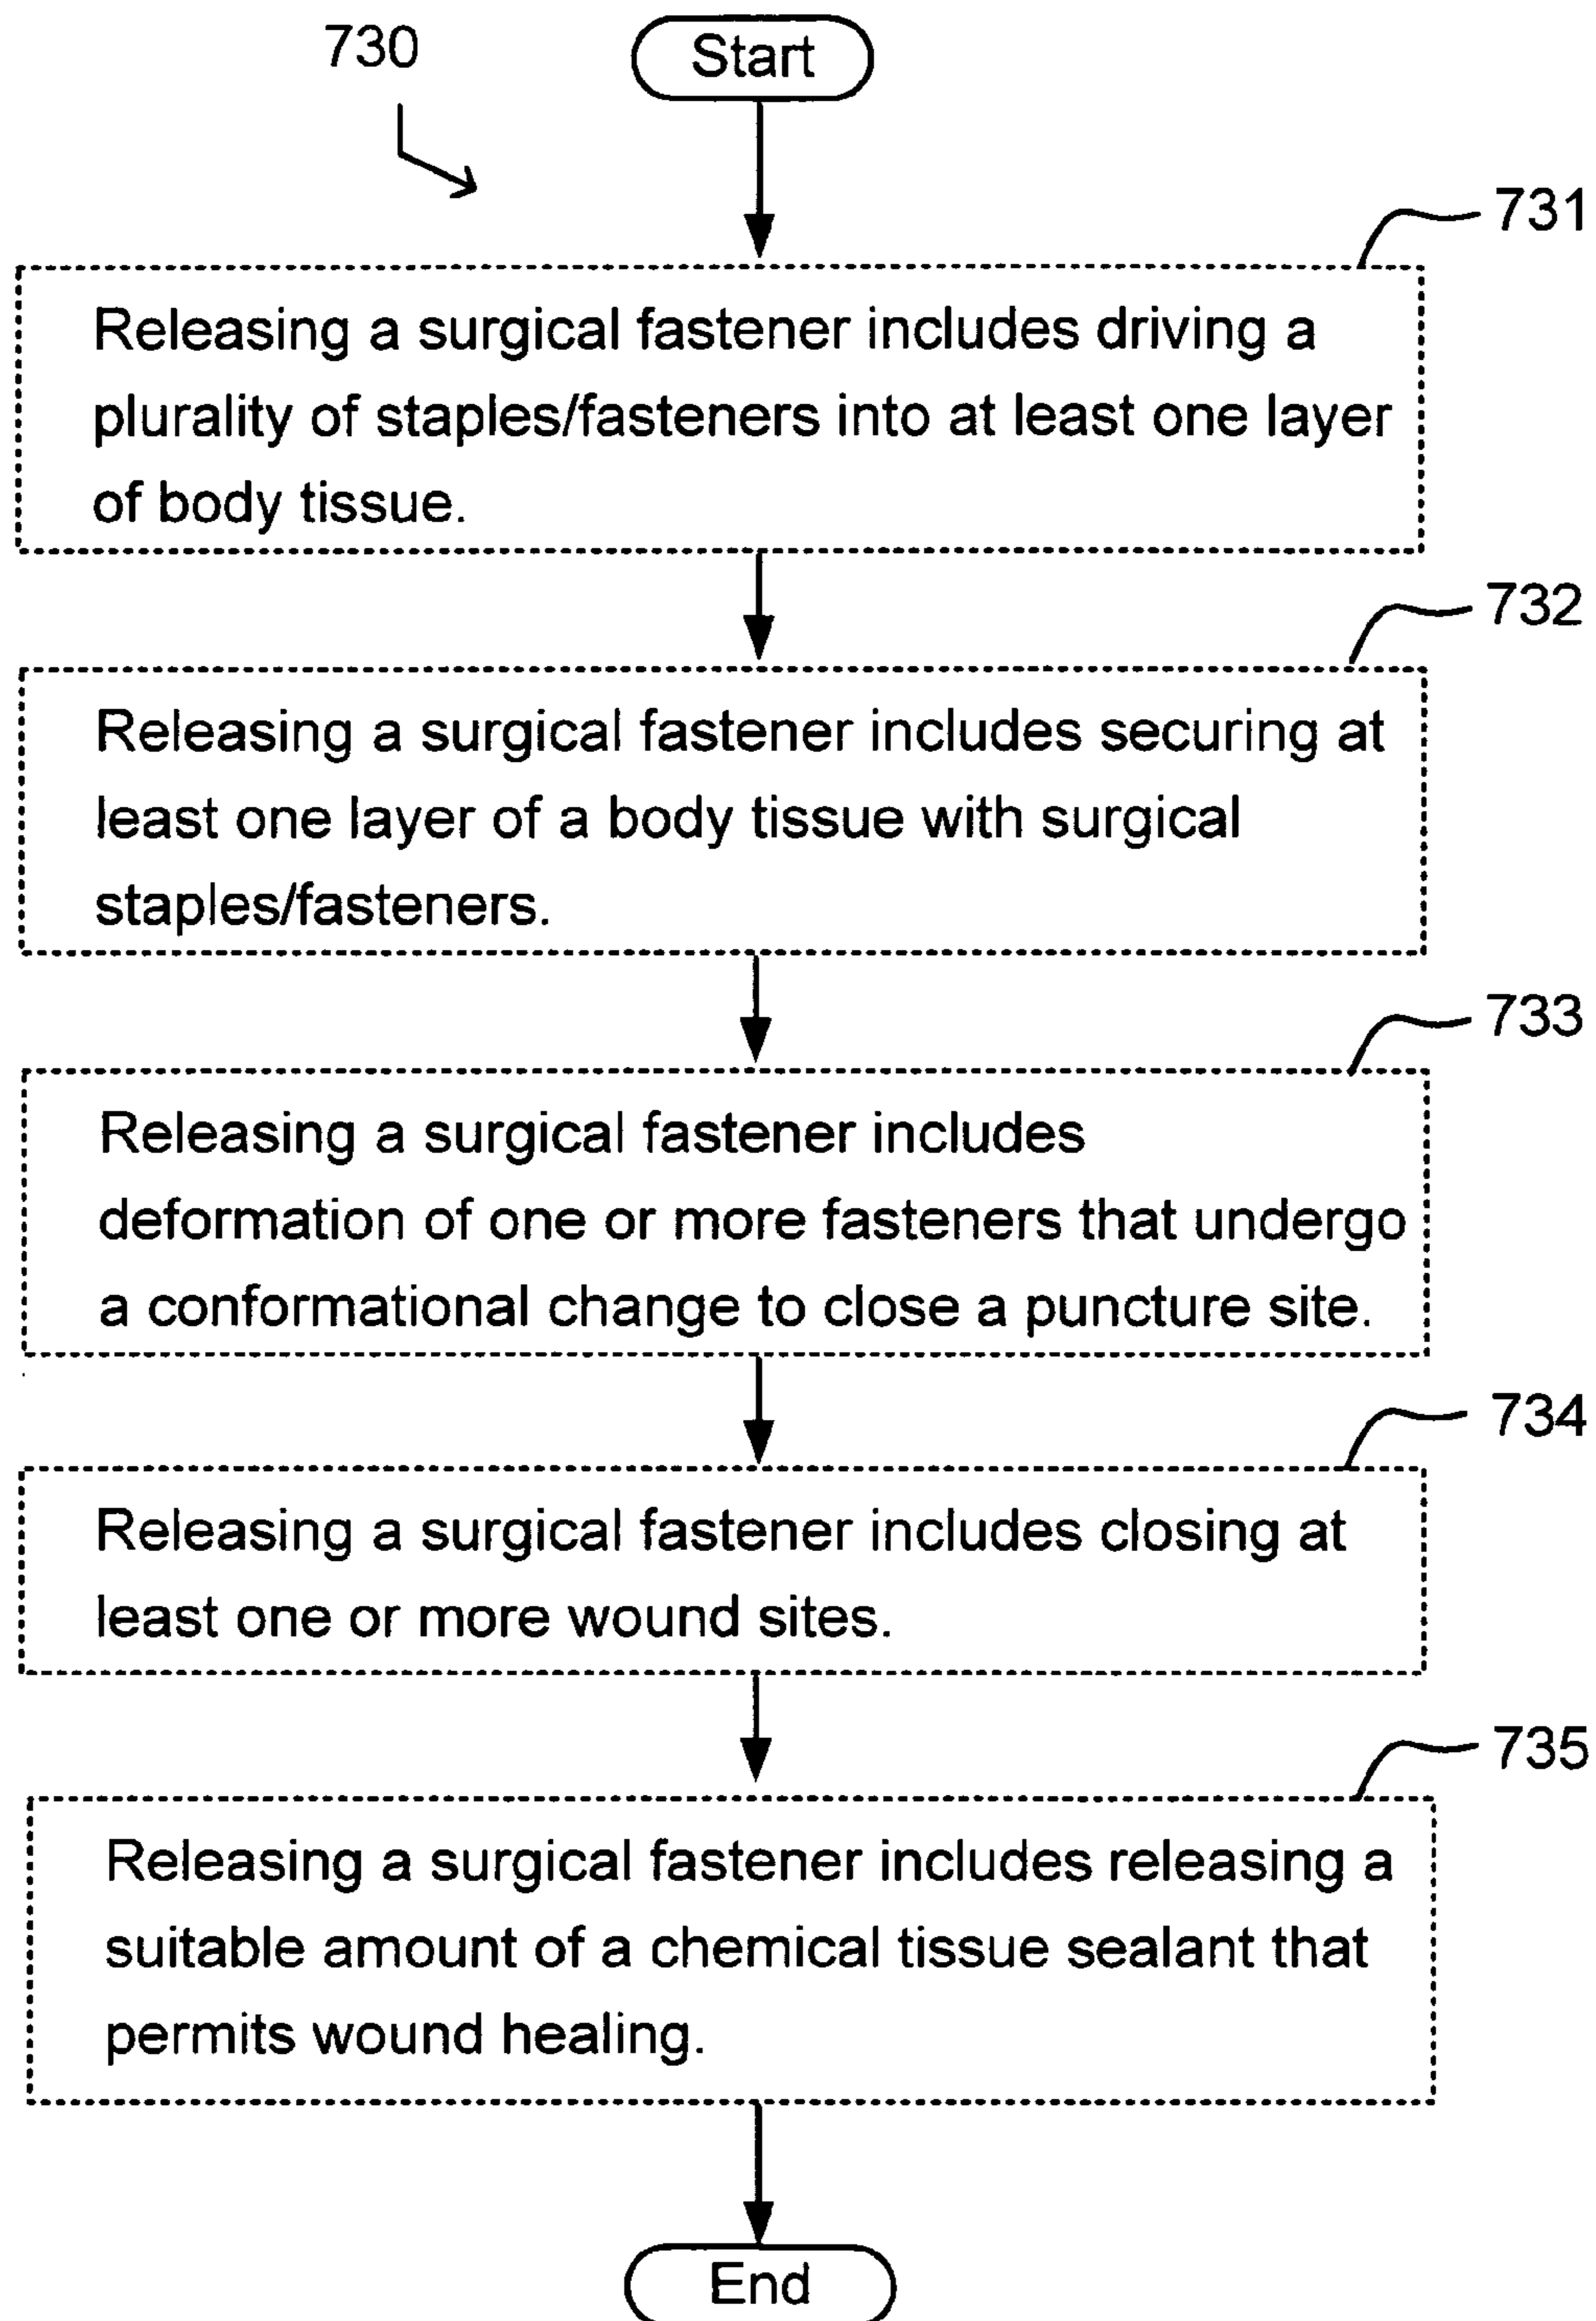 730
Start
731
Releasing a surgical fastener includes driving a
plurality of staples/fasteners into at least one layer
of body tissue.
732
Releasing a surgical fastener includes securing at
least one layer of a body tissue with surgical
staples/fasteners.
733
Releasing a surgical fastener includes
deformation of one or more fasteners that undergo
a conformational change to close a puncture site.
734
Releasing a surgical fastener includes closing at
least one or more wound sites.
735
Releasing a surgical fastener includes releasing a
suitable amount of a chemical tissue sealant that
permits wound healing.
End